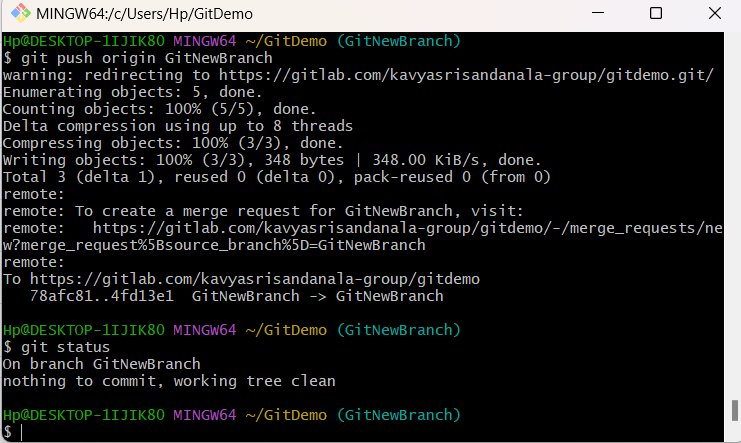 MINGW64:/c/Users/Hp/GitDemo
Hp@DESKTOP-1IJIK8O MINGW64 ~/GitDemo (GitNewBranch)
$ git push origin GitNewBranch
warning: redirecting to https://gitlab.com/kavyasrisandanala-group/gitdemo.git/
Enumerating objects: 5, done.
Counting objects: 100% (5/5), done.
Delta compression using up to 8 threads
Compressing objects: 100% (3/3), done.
Writing objects: 100% (3/3), 348 bytes | 348.00 KiB/s, done.
Total 3 (delta 1), reused 0 (delta 0), pack-reused 0 (from 0)
remote:
remote: To create a merge request for GitNewBranch, visit:
remote:   https://gitlab.com/kavyasrisandanala-group/gitdemo/-/merge_requests/ne
w?merge_request%5Bsource_branch%5D=GitNewBranch
remote:
To https://gitlab.com/kavyasrisandanala-group/gitdemo
   78afc81..4fd13e1  GitNewBranch -> GitNewBranch
Hp@DESKTOP-1IJIK8O MINGW64 ~/GitDemo (GitNewBranch)
$ git status
On branch GitNewBranch
nothing to commit, working tree clean
Hp@DESKTOP-1IJIK8O MINGW64 ~/GitDemo (GitNewBranch)
$